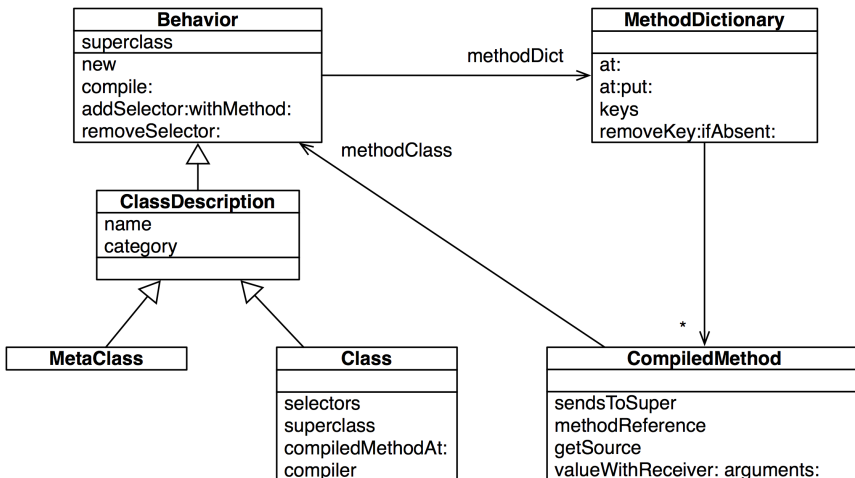 Behavior
superclass
new
compile:
addSelector:withMethod:
removeSelector:
methodDict
MethodDictionary
at:
at:put:
keys
removeKey:ifAbsent:
methodClass
ClassDescription
name
category
*
MetaClass
Class
selectors
superclass
compiledMethodAt:
compiler
CompiledMethod
sendsToSuper
methodReference
getSource
valueWithReceiver: arguments: